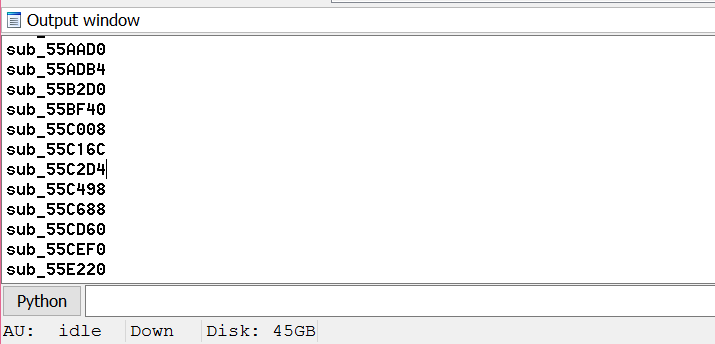 Output window
sub_55AAD0
sub_55ADB4
sub_55B2D0
sub_55BF40
sub_55C008
sub_55C16C
sub_55C2D4
sub_55C498
sub_55C688
sub_55CD60
sub_55CEF0
sub_55E220
Python
AU: idle Down Disk: 45GB